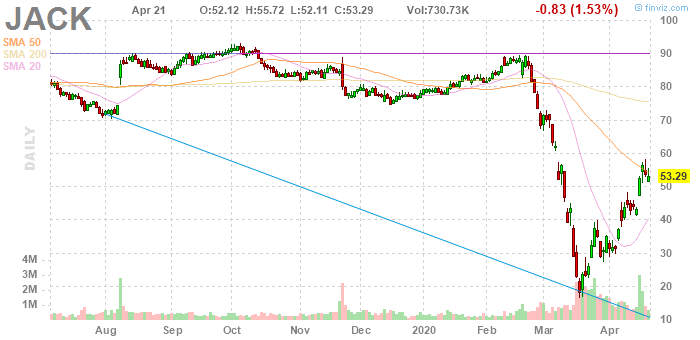 © finviz.com
JACK Apr 21 O:52.12 H:55.72 L:52.11 C:53.29 Vol:730.73K -0.83 (1.53%)
SMA 50
SMA 200
SMA 20
DAILY
100
90
80
70
60
53.29
50
40
30
20
10
4M
3M
2M
1M
Aug Sep Oct Nov Dec 2020 Feb Mar Apr